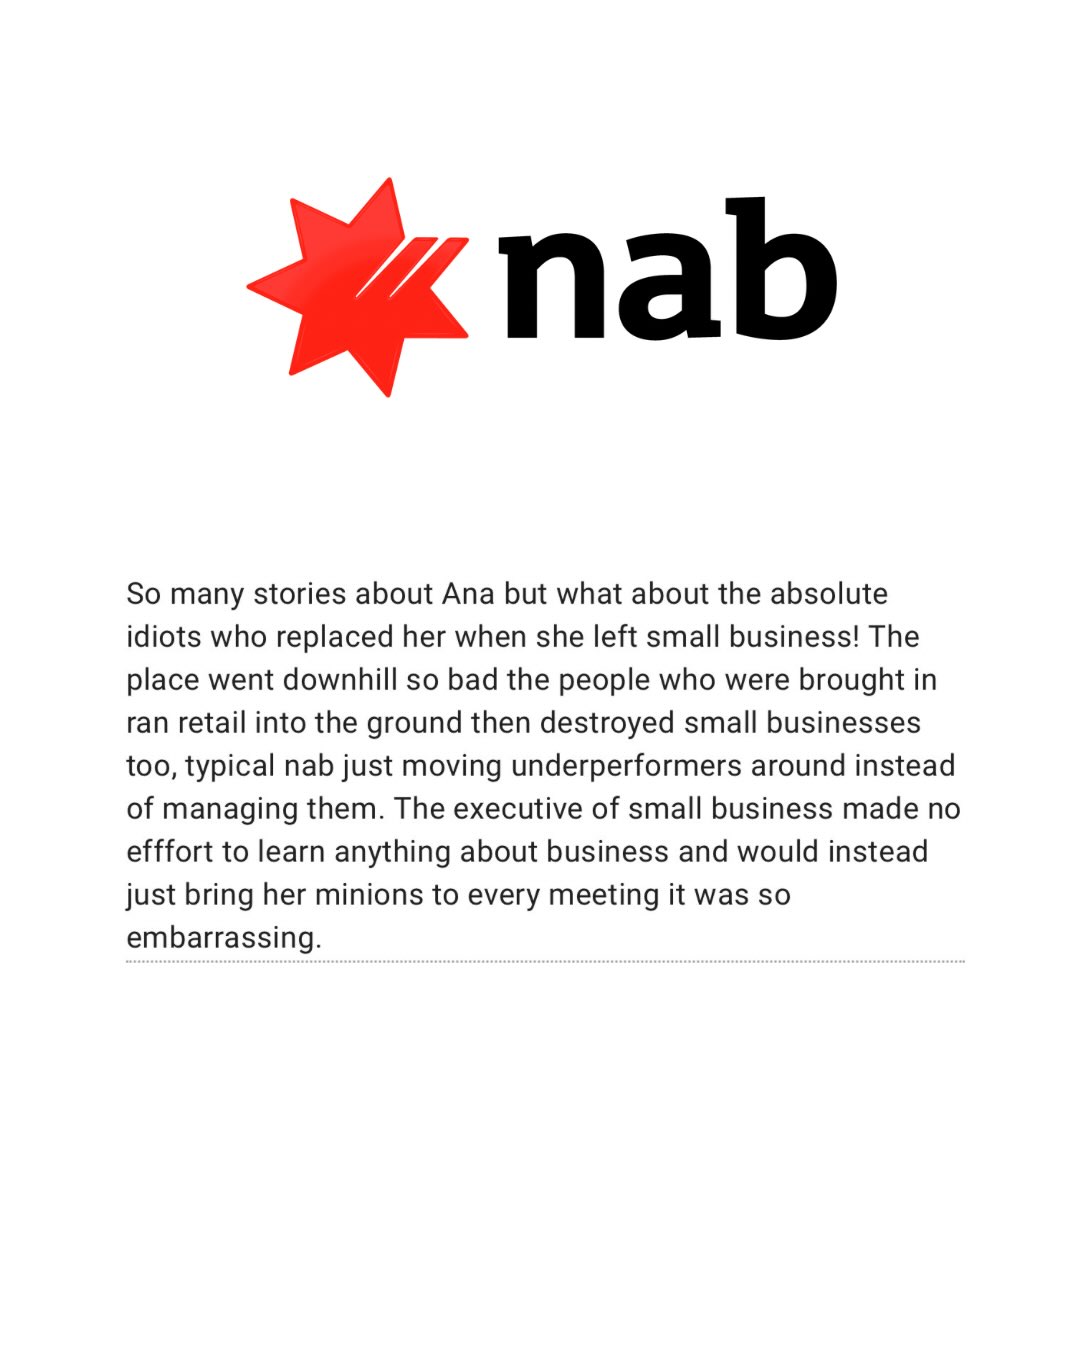 nab
So many stories about Ana but what about the absolute
idiots who replaced her when she left small business! The
place went downhill so bad the people who were brought in
ran retail into the ground then destroyed small businesses
too, typical nab just moving underperformers around instead
of managing them. The executive of small business made no
efffort to learn anything about business and would instead
just bring her minions to every meeting it was so
embarrassing.